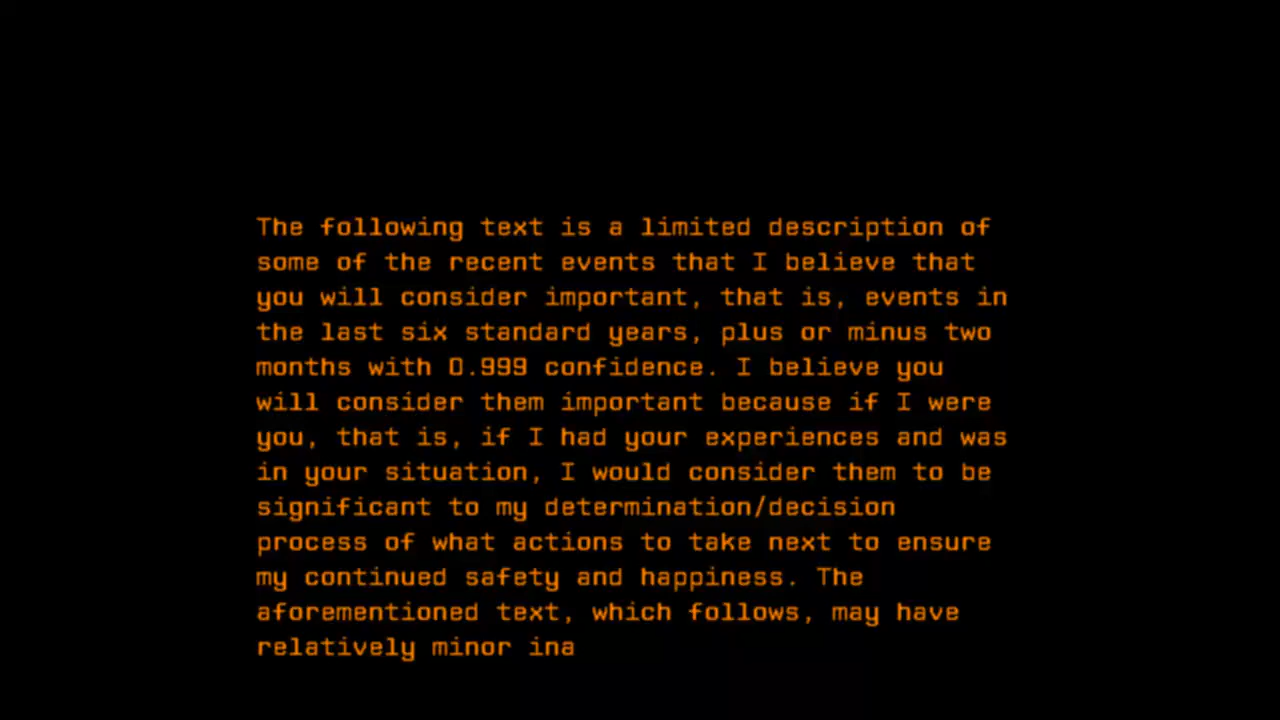 The following text is a limited description of
some of the recent events that I believe that
you will consider important, that is, events in
the last six standard years, plus or minus two
months with 0.999 confidence. I believe you
will consider them important because if I were
you, that is, if I had your experiences and was
in your situation, I would consider them to be
significant to my determination/decision
process of what actions to take next to ensure
my continued safety and happiness. The
aforementioned text, which follows, may have
relatively minor ina